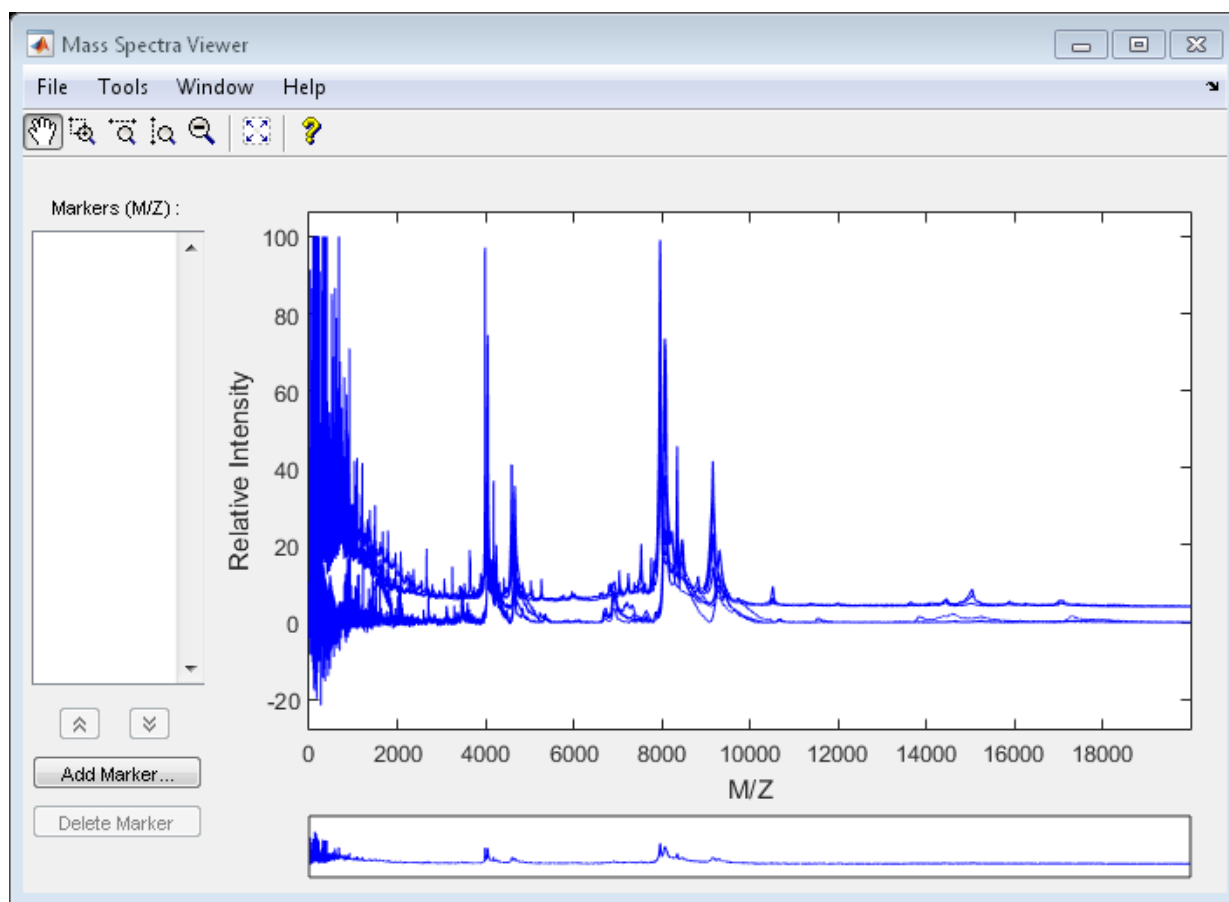 Mass Spectra Viewer
File Tools Window Help
Markers (M/Z) :
100
80
60
40
20
0
-20
Relative Intensity
0 2000 4000 6000 8000 10000 12000 14000 16000 18000
M/Z
Add Marker...
Delete Marker